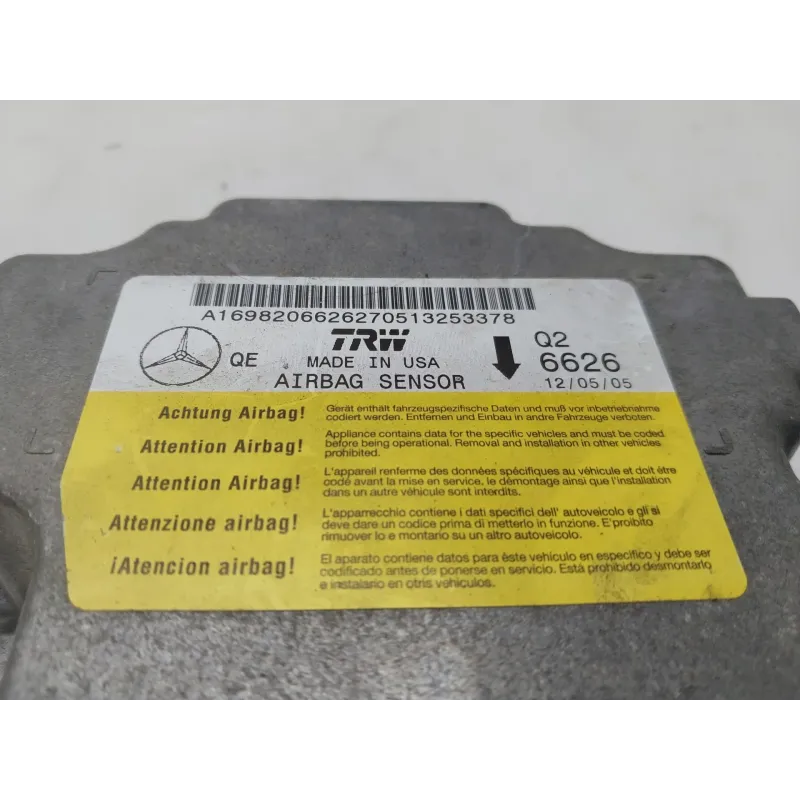 A1698206626270513253378
TRW
QE
MADE IN USA
AIRBAG SENSOR
Q2
6626
12/05/05
Achtung Airbag!
Gerät enthält fahrzeugspezifische Daten und muß vor inbetriebnahme
codiert werden. Entfernen und Einbau in andre Fahrzeuge verboten.
Attention Airbag!
Appliance contains data for the specific vehicles and must be coded
before being operational. Removal and installation in other vehicles
prohibited.
Attention Airbag!
L'appareil renferme des données spécifiques au véhicule et doit être
codé avant la mise en service, le démontage ainsi que l'installation
dans un autre véhicule sont interdits.
Attenzione airbag!
L'apparecchio contiene i dati specifici dell' autoveicolo e gli si
deve dare un codice prima di metterlo in funzione. E'proibito
rimuovere lo e montario su un altro autoveicolo.
¡Atencion airbag!
El aparato contiene datos para este vehículo en especifico y debe ser
codificado antes de ponerse en servicio. Está prohibido desmontarlo
e instalario en otris vehículos.